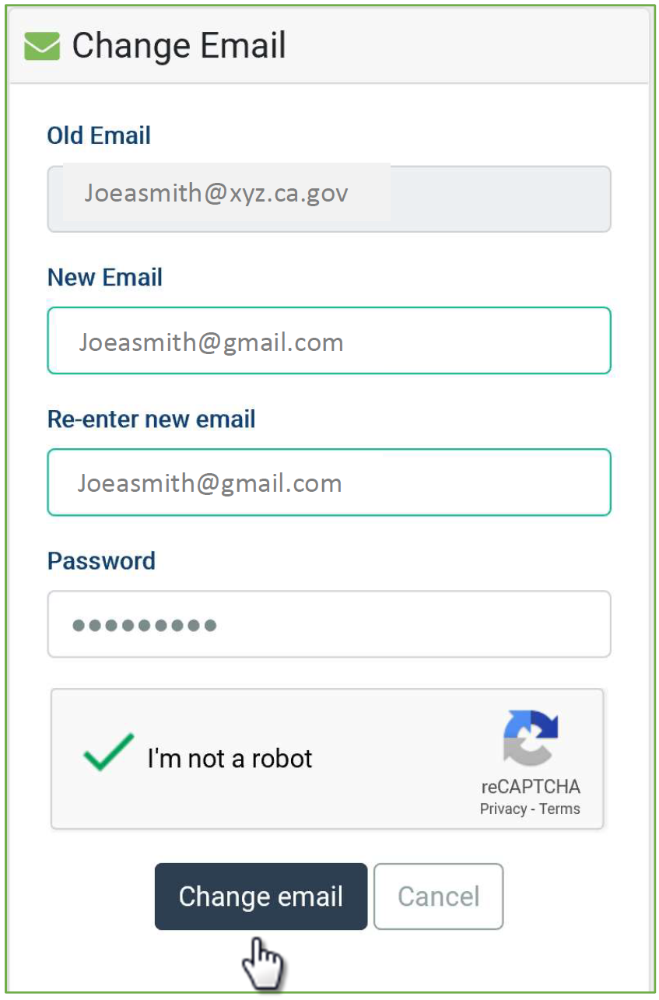 Change Email
Old Email
Joeasmith@xyz.ca.gov
New Email
Joeasmith@gmail.com
Re-enter new email
Joeasmith@gmail.com
Password
•••••••••
I'm not a robot
reCAPTCHA
Privacy - Terms
Change email Cancel